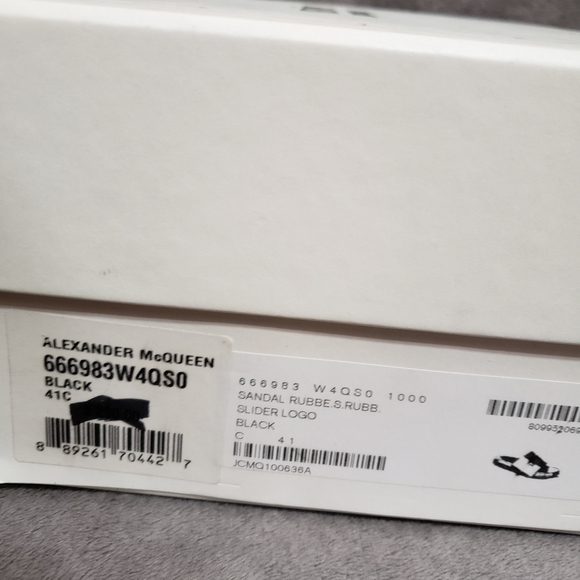 ALEXANDER McQUEEN
666983W4QS0
BLACK
41C
8 89261 70442 7
666983 W4QS0 1000
SANDAL RUBBE.S.RUBB.
SLIDER LOGO
BLACK
C 41
JCMQ100636A